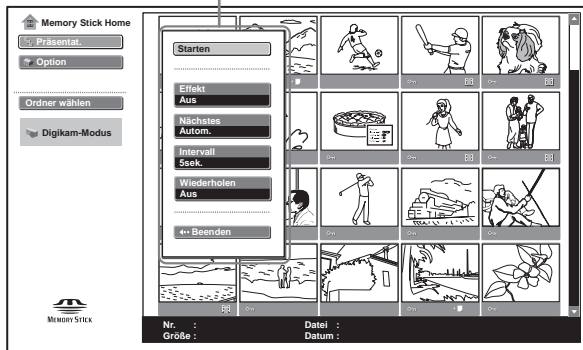 Memory Stick Home
Präsentat.
Option
Ordner wählen
Digikam-Modus
Starten
Effekt
Aus
Nächstes
Autom.
Intervall
5sek.
Wiederholen
Aus
Beenden
MEMORY STICK
Nr. : Datei :
Größe : Datum :